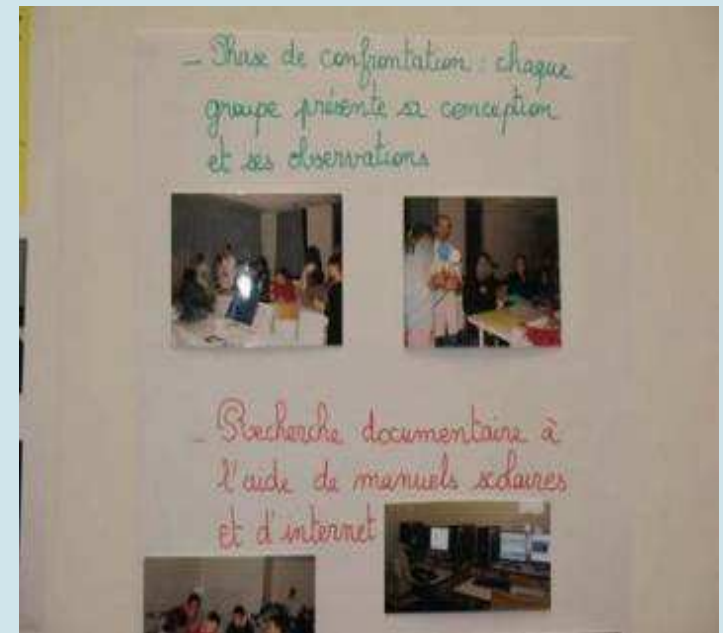 - Phase de confrontation : chaque
groupe présente sa conception
et ses observations
- Recherche documentaire à
l'aide de manuels scolaires
et d'internet